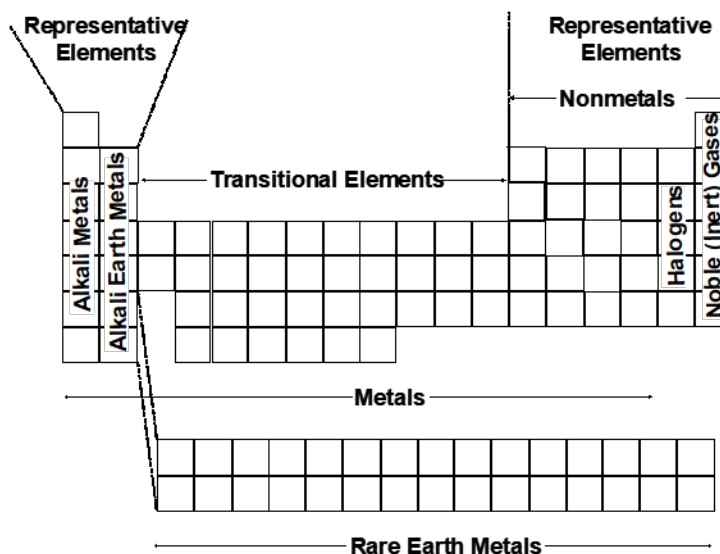 Representative
Elements
Representative
Elements
Nonmetals
Transitional Elements
Alkali Metals
Alkali Earth Metals
Halogens
Noble (Inert) Gases
Metals
Rare Earth Metals